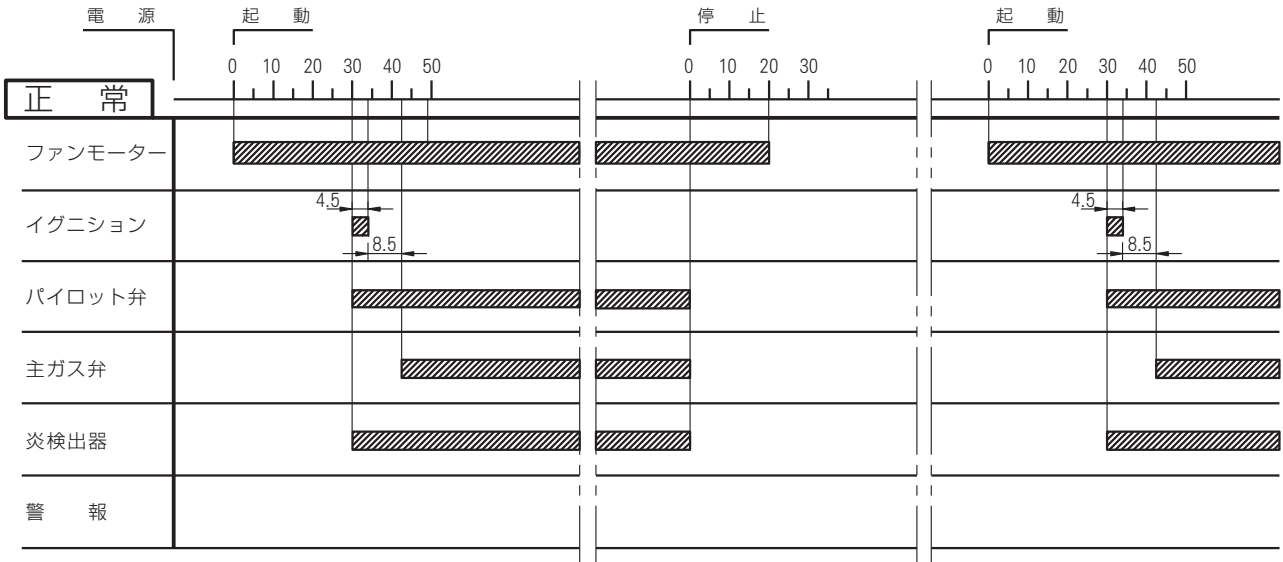 電 源 起 動 停 止 起 動
0 10 20 30 40 50 0 10 20 30 0 10 20 30 40 50
正 常
ファンモーター
4.5 4.5
イグニション
8.5 8.5
パイロット弁
主ガス弁
炎検出器
警 報